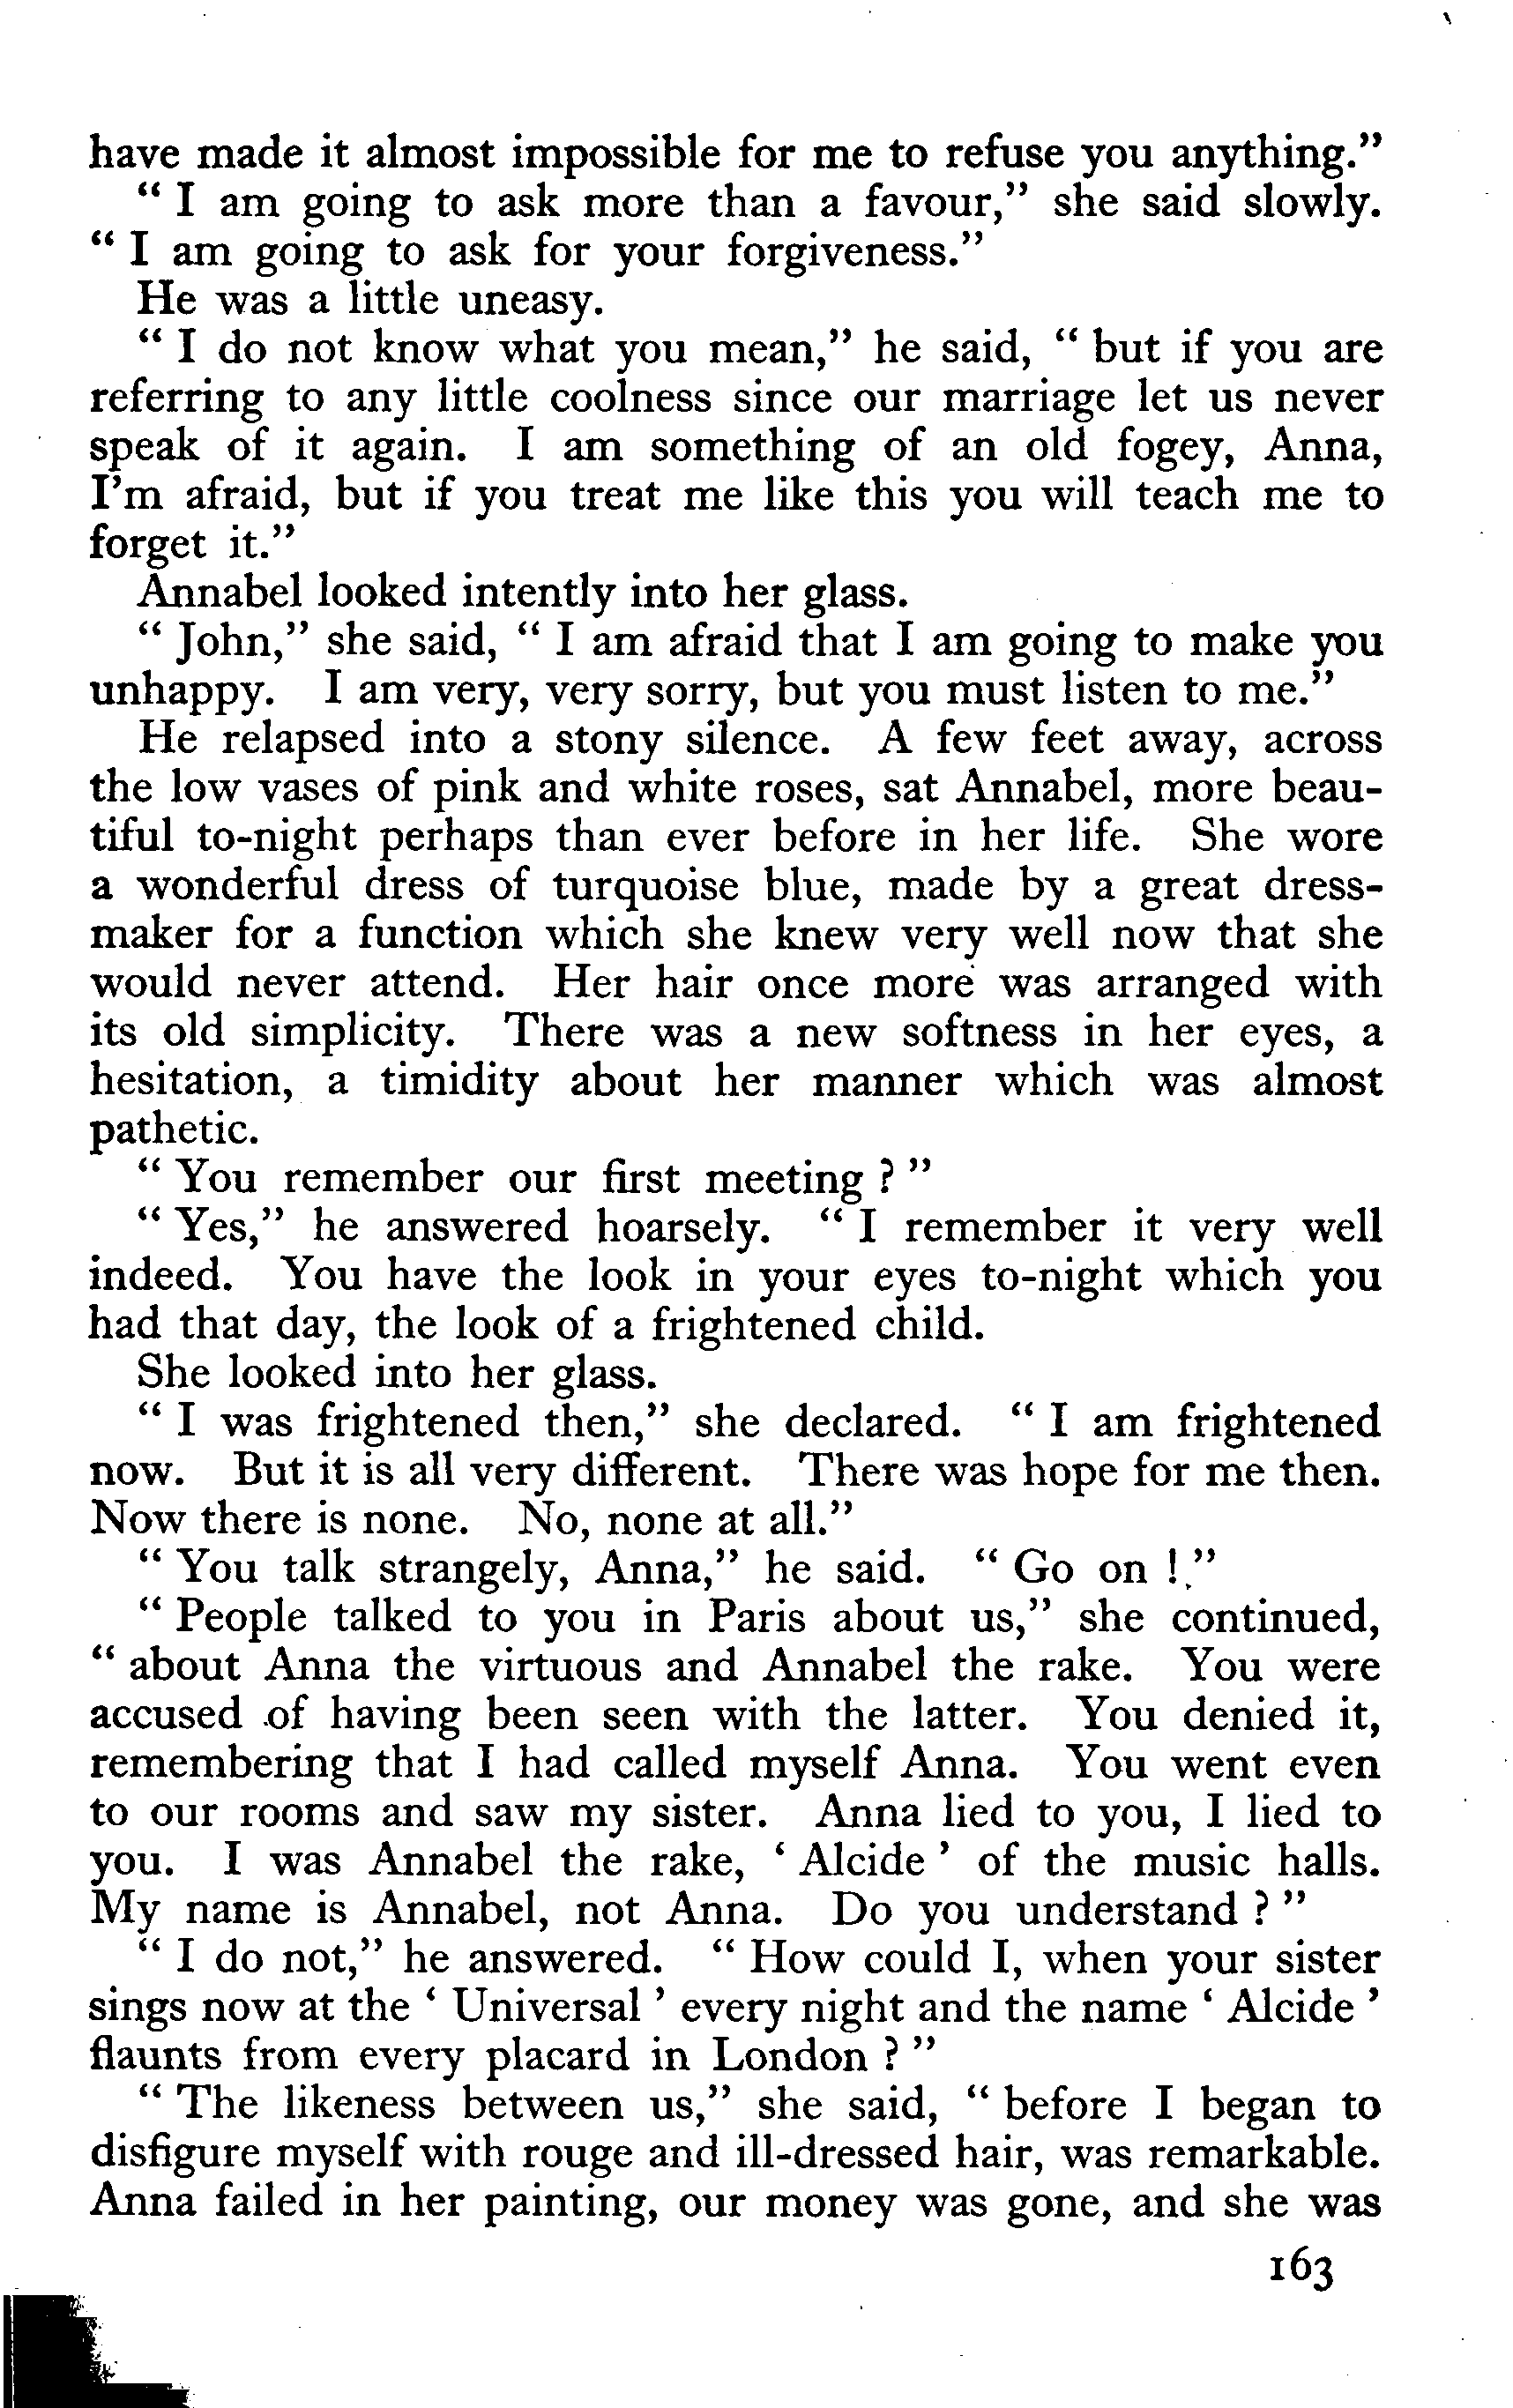 have made it almost impossible for me to refuse you anything.”
“ I am going to ask more than a favour,” she said slowly.
“ I am going to ask for your forgiveness.”
He was a little uneasy.
“ I do not know what you mean,” he said, “ but if you are
referring to any little coolness since our marriage let us never
speak of it again. I am something of an old fogey, Anna,
I’m afraid, but if you treat me like this you will teach me to
forget it.”
Annabel looked intently into her glass.
“ John,” she said, “ I am afraid that I am going to make you
unhappy. I am very, very sorry, but you must listen to me.”
He relapsed into a stony silence. A few feet away, across
the low vases of pink and white roses, sat Annabel, more beau-
tiful to-night perhaps than ever before in her life. She wore
a wonderful dress of turquoise blue, made by a great dress-
maker for a function which she knew very well now that she
would never attend. Her hair once more was arranged with
its old simplicity. There was a new softness in her eyes, a
hesitation, a timidity about her manner which was almost
pathetic.
“ You remember our first meeting ? ”
“ Yes,” he answered hoarsely. “ I remember it very well
indeed. You have the look in your eyes to-night which you
had that day, the look of a frightened child.
She looked into her glass.
“ I was frightened then,” she declared. “ I am frightened
now. But it is all very different. There was hope for me then.
Now there is none. No, none at all.”
“ You talk strangely, Anna,” he said. “ Go on ! ”
“ People talked to you in Paris about us,” she continued,
“ about Anna the virtuous and Annabel the rake. You were
accused of having been seen with the latter. You denied it,
remembering that I had called myself Anna. You went even
to our rooms and saw my sister. Anna lied to you, I lied to
you. I was Annabel the rake, ‘ Alcide ’ of the music halls.
My name is Annabel, not Anna. Do you understand ? ”
“ I do not,” he answered. “ How could I, when your sister
sings now at the ‘ Universal ’ every night and the name ‘ Alcide ’
flaunts from every placard in London ? ”
“ The likeness between us,” she said, “ before I began to
disfigure myself with rouge and ill-dressed hair, was remarkable.
Anna failed in her painting, our money was gone, and she was
163